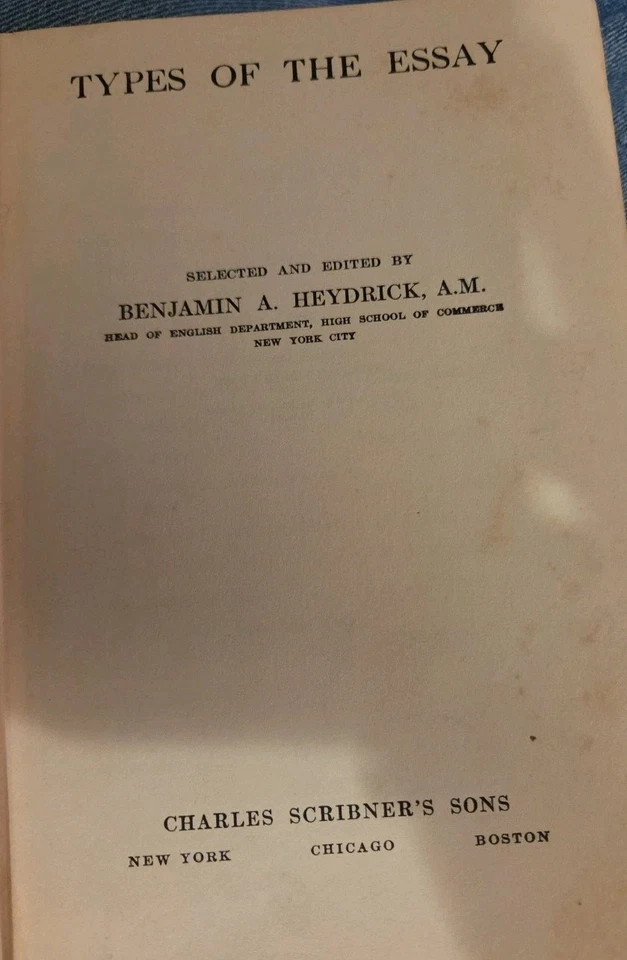 TYPES OF THE ESSAY
SELECTED AND EDITED BY
BENJAMIN A. HEYDRICK, A.M.
HEAD OF ENGLISH DEPARTMENT, HIGH SCHOOL OF COMMERCE
NEW YORK CITY
CHARLES SCRIBNER'S SONS
NEW YORK CHICAGO BOSTON